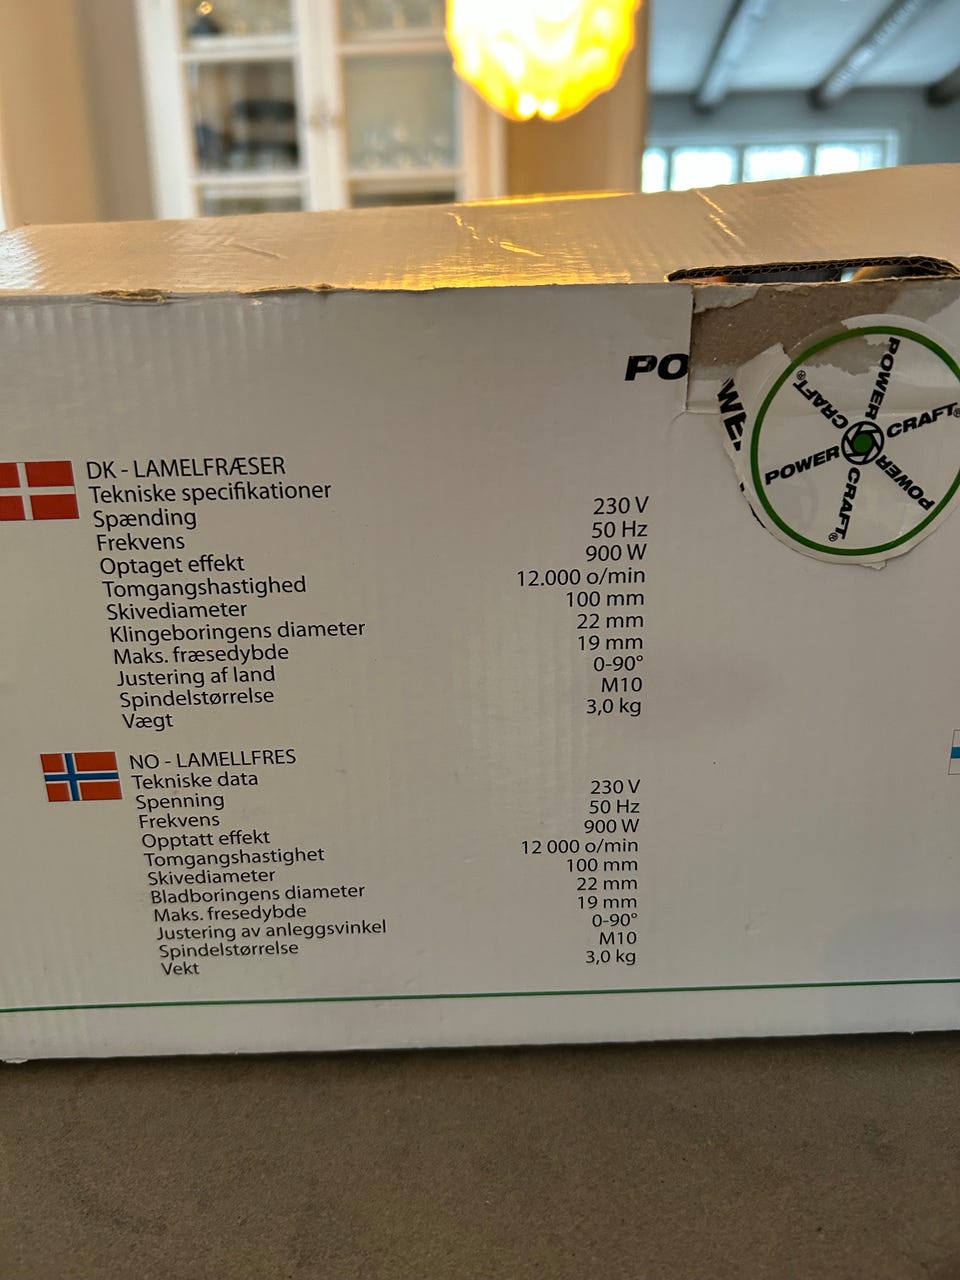 PO
WE
POWER CRAFT®
POWER CRAFT®
POWER CRAFT®
DK - LAMELFRÆSER
Tekniske specifikationer
Spænding 230 V
Frekvens 50 Hz
Optaget effekt 900 W
Tomgangshastighed 12.000 o/min
Skivediameter 100 mm
Klingeboringens diameter 22 mm
Maks. fræsedybde 19 mm
Justering af land 0-90°
Spindelstørrelse M10
Vægt 3,0 kg
NO - LAMELLFRES
Tekniske data
Spenning 230 V
Frekvens 50 Hz
Opptatt effekt 900 W
Tomgangshastighet 12 000 o/min
Skivediameter 100 mm
Bladboringens diameter 22 mm
Maks. fresedybde 19 mm
Justering av anleggsvinkel 0-90°
Spindelstørrelse M10
Vekt 3,0 kg